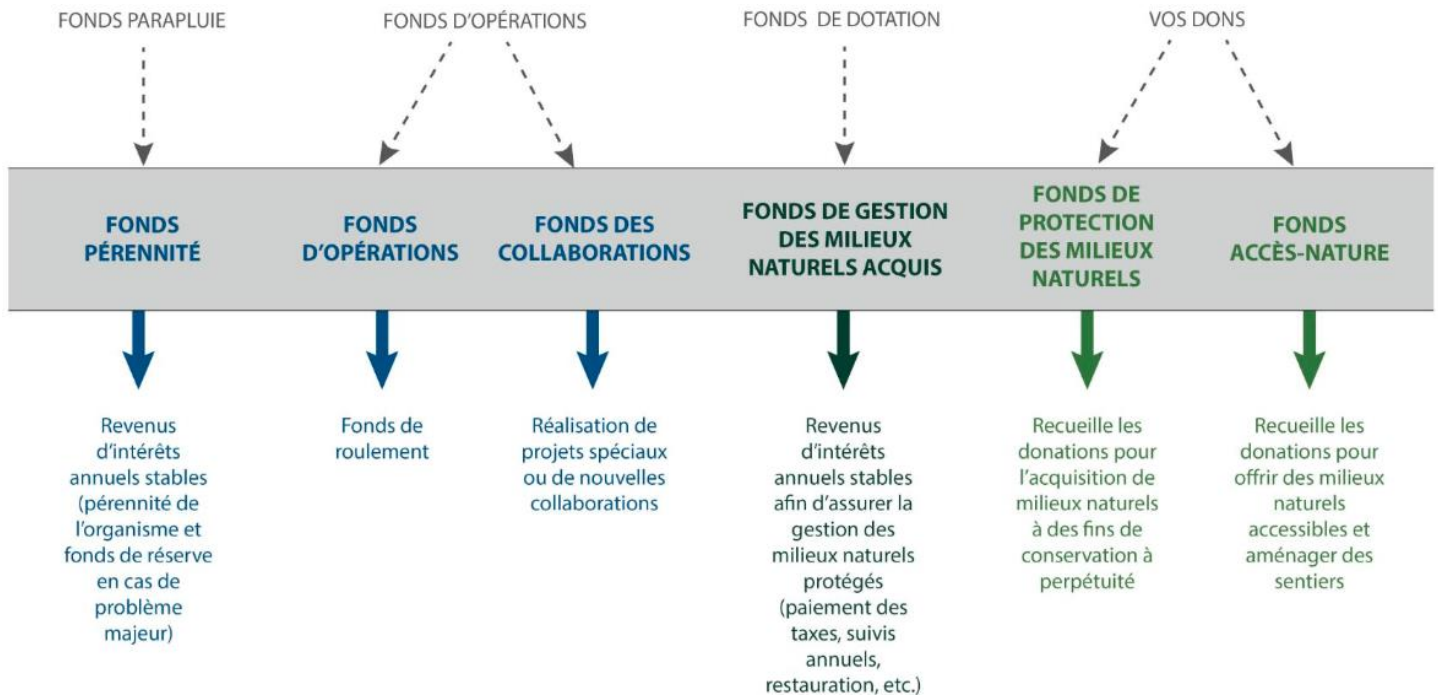 FONDS PARAPLUIE
FONDS D'OPÉRATIONS
FONDS DE DOTATION
VOS DONS
FONDS
PÉRENNITÉ
FONDS
D'OPÉRATIONS
FONDS DES
COLLABORATIONS
FONDS DE GESTION
DES MILIEUX
NATURELS ACQUIS
FONDS DE
PROTECTION
DES MILIEUX
NATURELS
FONDS
ACCÈS-NATURE
Revenus
d'intérêts
annuels stables
(pérennité de
l'organisme et
fonds de réserve
en cas de
problème
majeur)
Fonds de
roulement
Réalisation de
projets spéciaux
ou de nouvelles
collaborations
Revenus
d'intérêts
annuels stables
afin d'assurer la
gestion des
milieux naturels
protégés
(paiement des
taxes, suivis
annuels,
restauration, etc.)
Recueille les
donations pour
l'acquisition de
milieux naturels
à des fins de
conservation à
perpétuité
Recueille les
donations pour
offrir des milieux
naturels
accessibles et
aménager des
sentiers